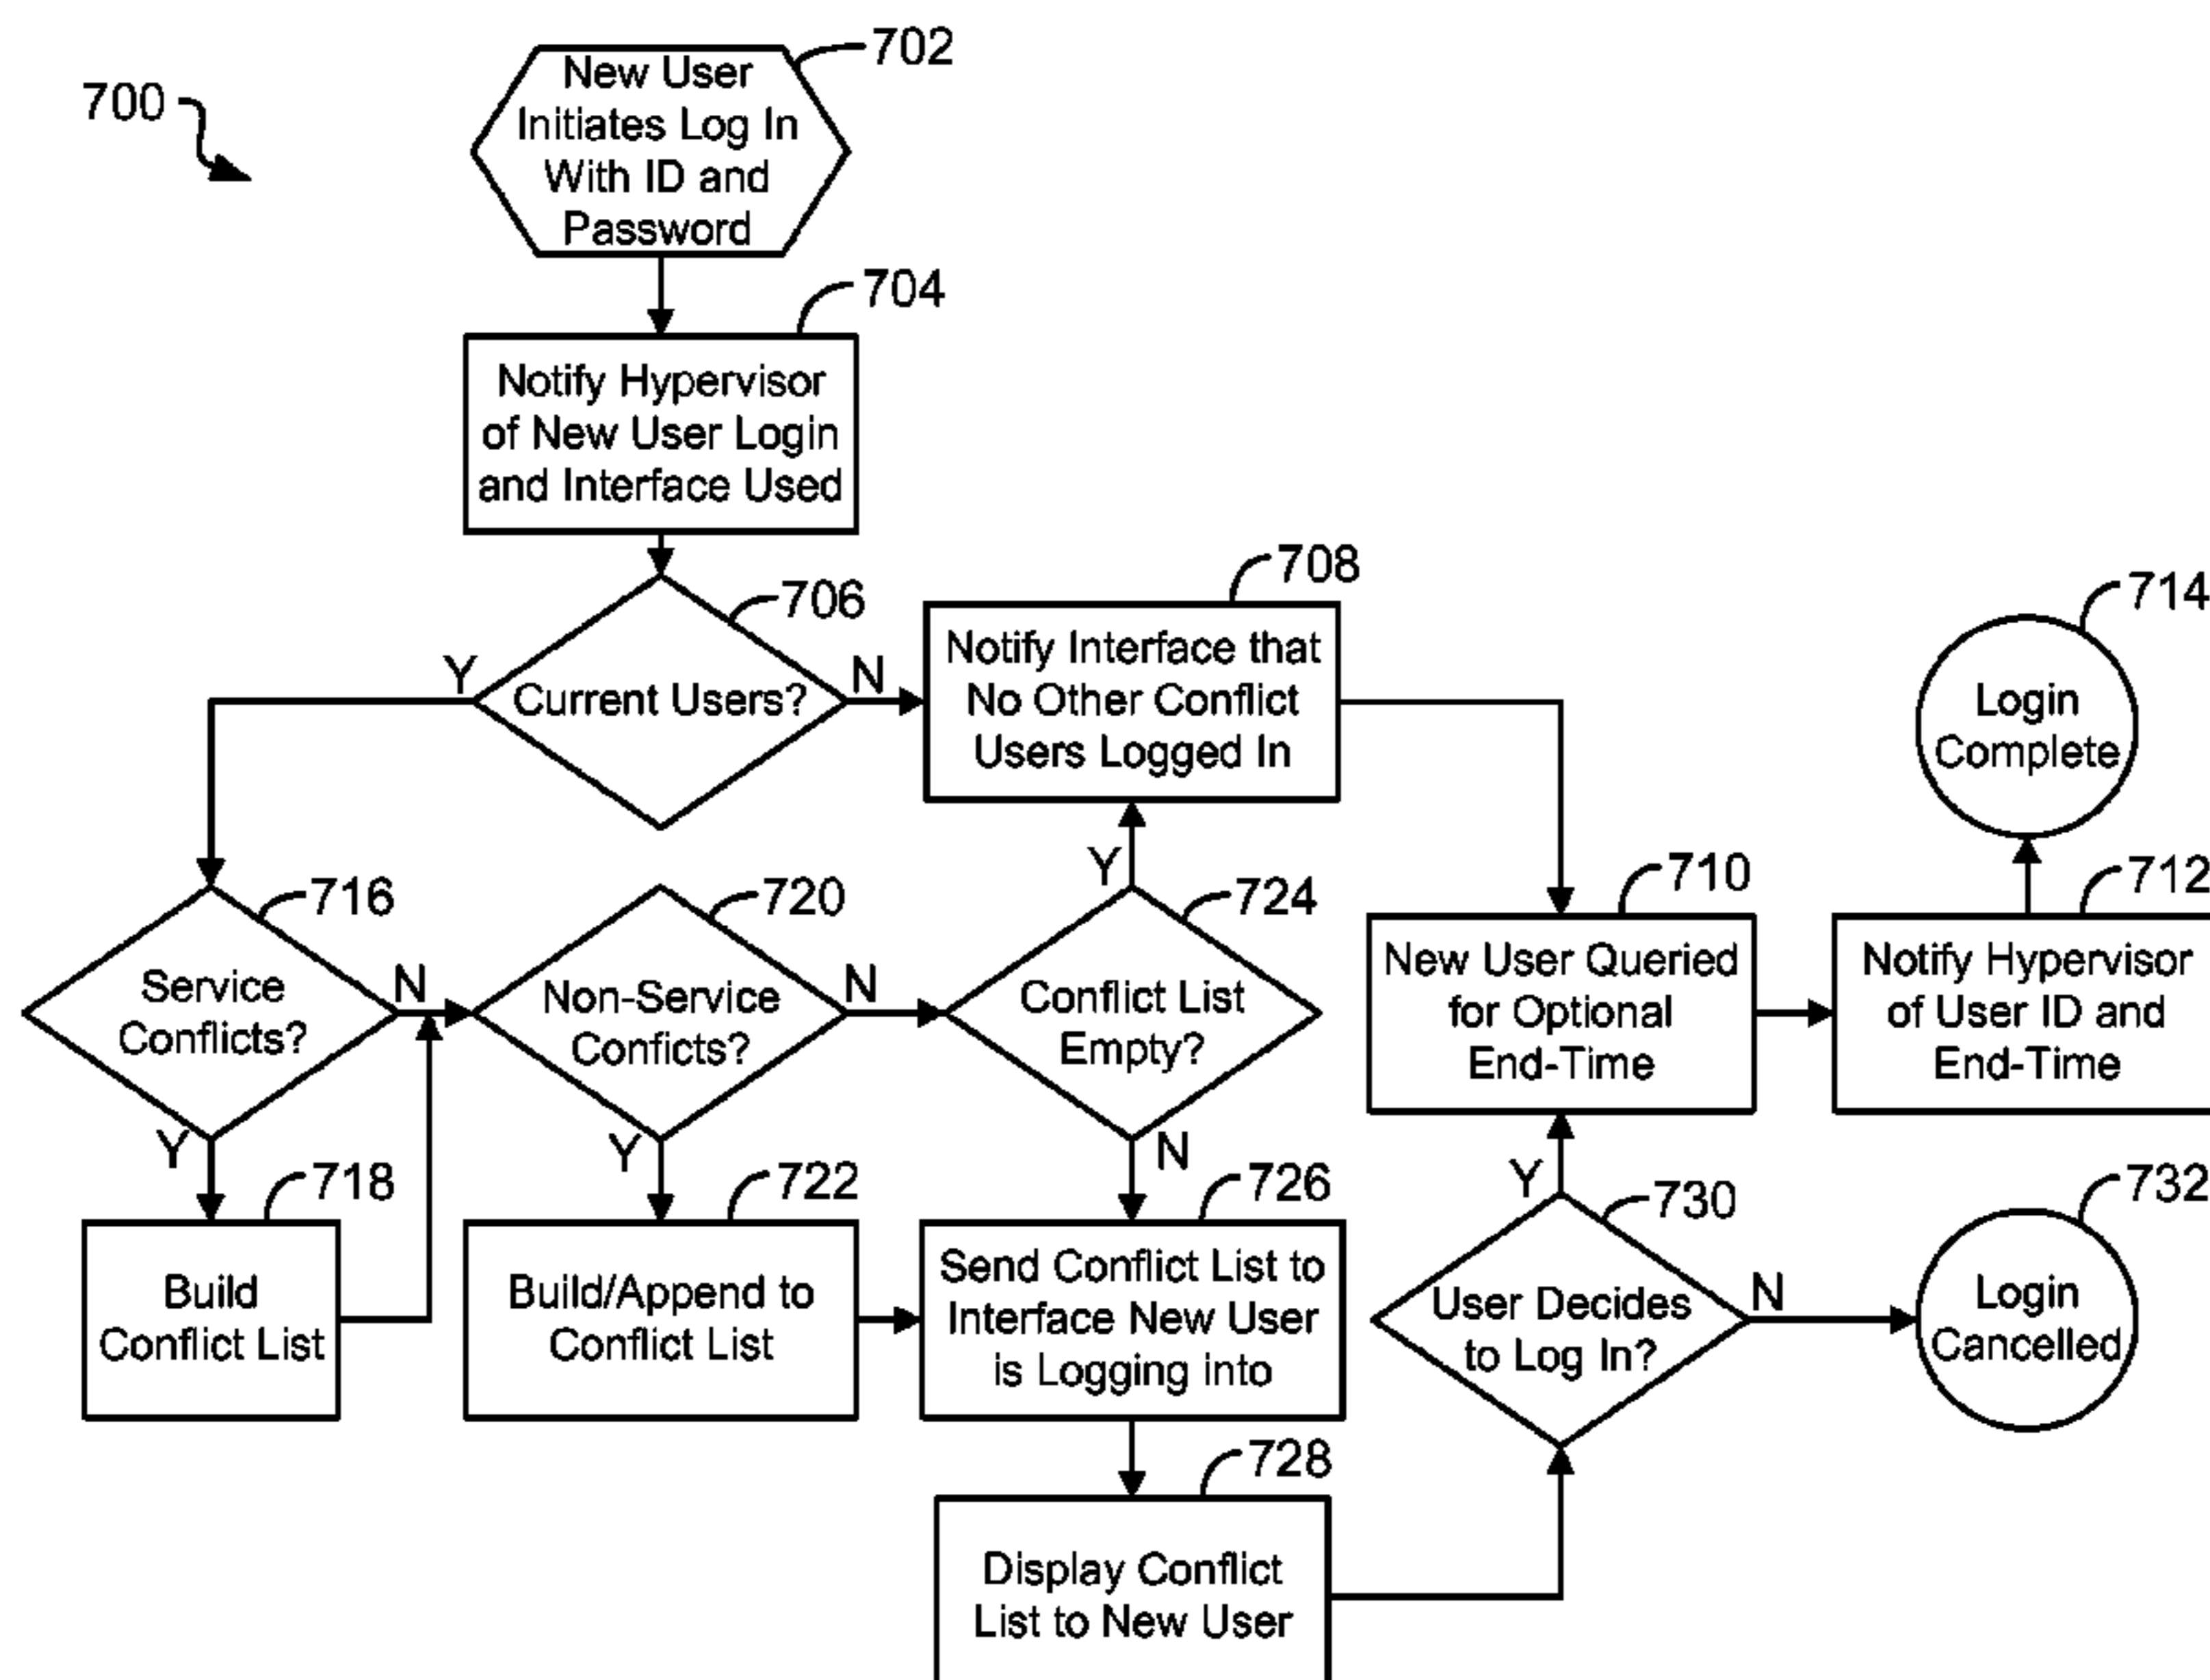 700
702
New User
Initiates Log In
With ID and
Password
704
Notify Hypervisor
of New User Login
and Interface Used
706
Current Users?
Y
N
708
Notify Interface that
No Other Conflict
Users Logged In
714
Login
Complete
716
Service
Conflicts?
N
Y
720
Non-Service
Conficts?
N
Y
724
Y
Conflict List
Empty?
N
710
New User Queried
for Optional
End-Time
712
Notify Hypervisor
of User ID and
End-Time
718
Build
Conflict List
722
Build/Append to
Conflict List
726
Send Conflict List to
Interface New User
is Logging into
730
Y
User Decides
to Log In?
N
732
Login
Cancelled
728
Display Conflict
List to New User